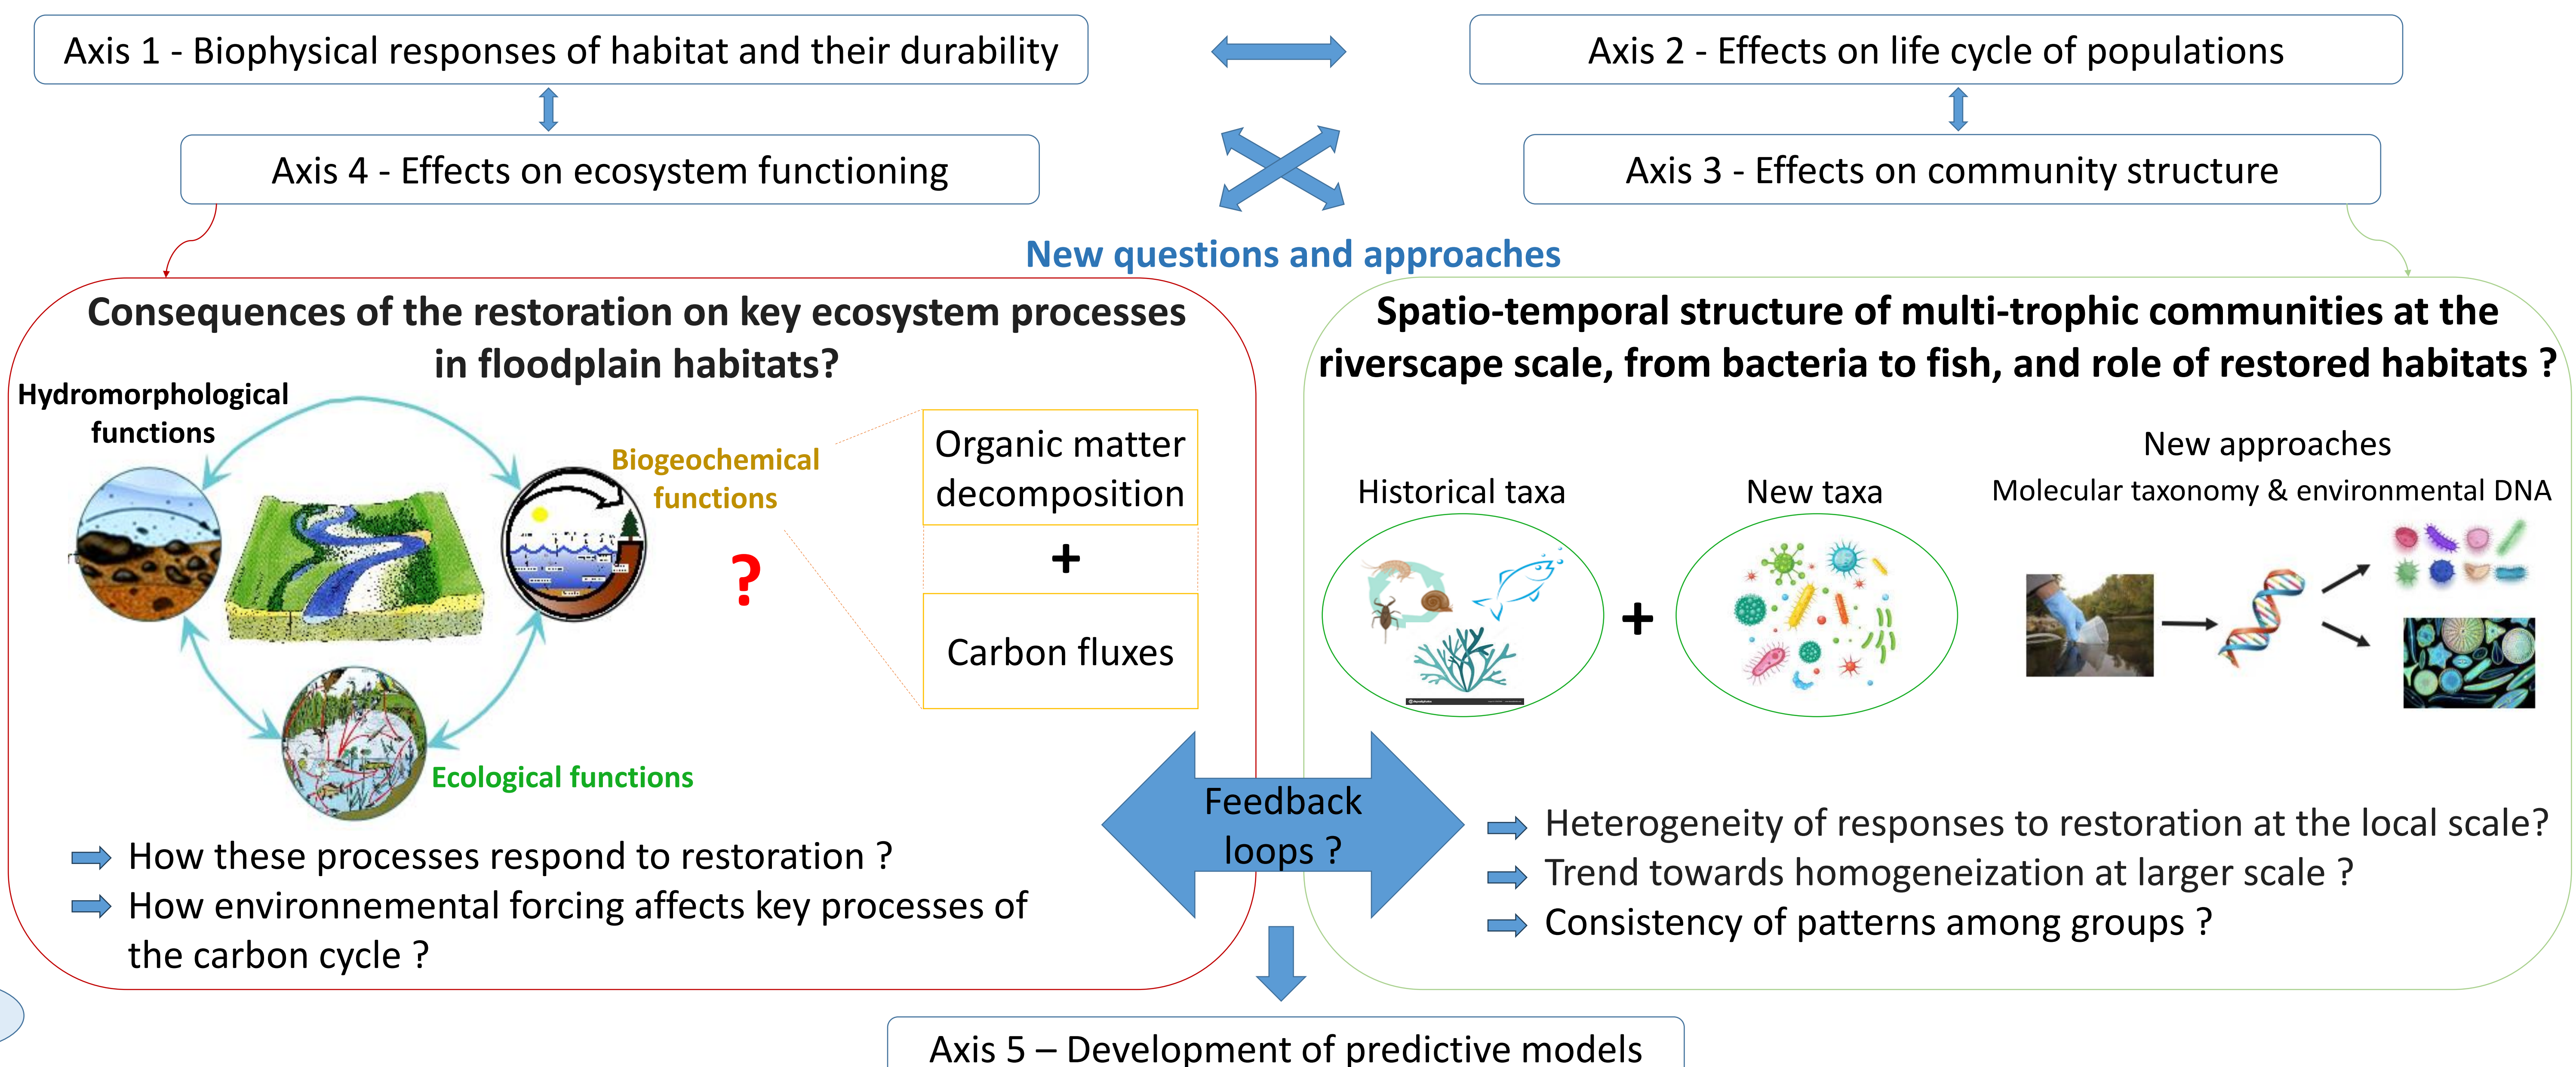 Axis 1 - Biophysical responses of habitat and their durability
Axis 2 - Effects on life cycle of populations
Axis 4 - Effects on ecosystem functioning
Axis 3 - Effects on community structure
New questions and approaches
Consequences of the restoration on key ecosystem processes
in floodplain habitats?
Hydromorphological
functions
Biogeochemical
functions
?
Organic matter
decomposition
+
Carbon fluxes
Ecological functions
How these processes respond to restoration ?
How environnemental forcing affects key processes of
the carbon cycle ?
Spatio-temporal structure of multi-trophic communities at the
riverscape scale, from bacteria to fish, and role of restored habitats ?
Historical taxa
+
New taxa
New approaches
Molecular taxonomy & environmental DNA
Feedback
loops ?
Heterogeneity of responses to restoration at the local scale?
Trend towards homogeneization at larger scale ?
Consistency of patterns among groups ?
Axis 5 – Development of predictive models